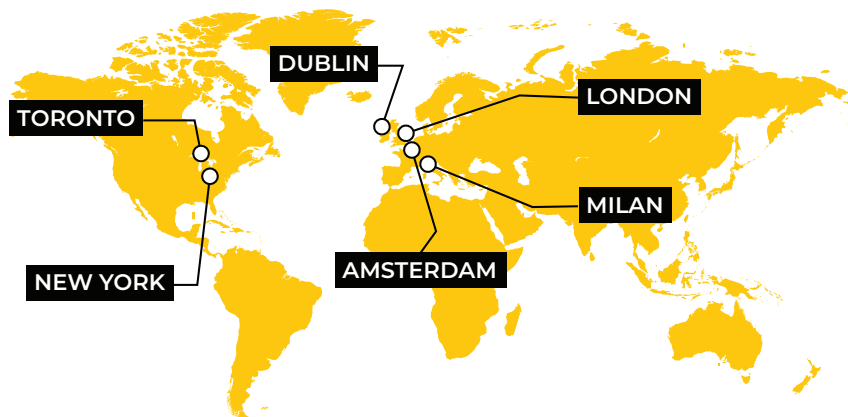 DUBLIN
LONDON
TORONTO
MILAN
AMSTERDAM
NEW YORK